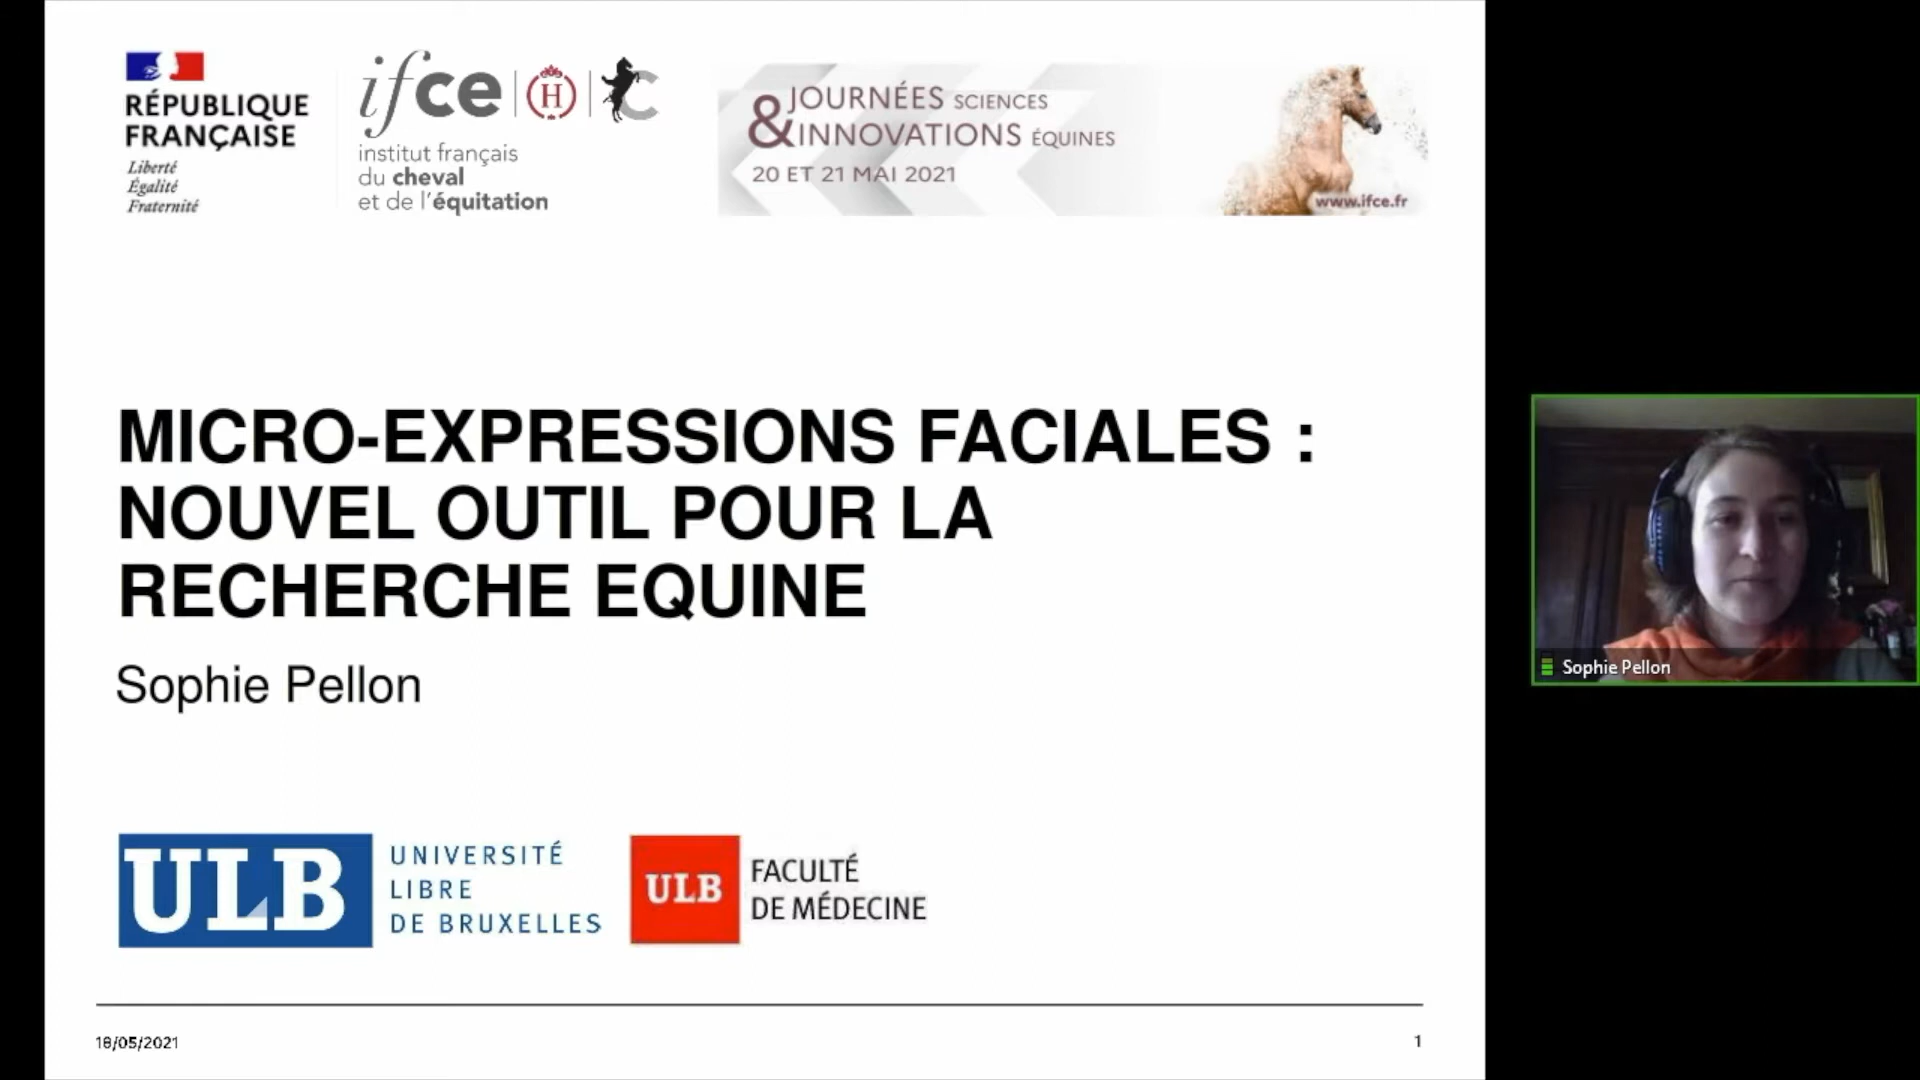 RÉPUBLIQUE
FRANÇAISE
Liberté
Égalité
Fraternité
ifce | H | C
institut français
du cheval
et de l'équitation
JOURNÉES SCIENCES
& INNOVATIONS ÉQUINES
20 ET 21 MAI 2021
www.ifce.fr
MICRO-EXPRESSIONS FACIALES :
NOUVEL OUTIL POUR LA
RECHERCHE EQUINE
Sophie Pellon
Sophie Pellon
ULB
UNIVERSITÉ
LIBRE
DE BRUXELLES
ULB
FACULTÉ
DE MÉDECINE
18/05/2021
1